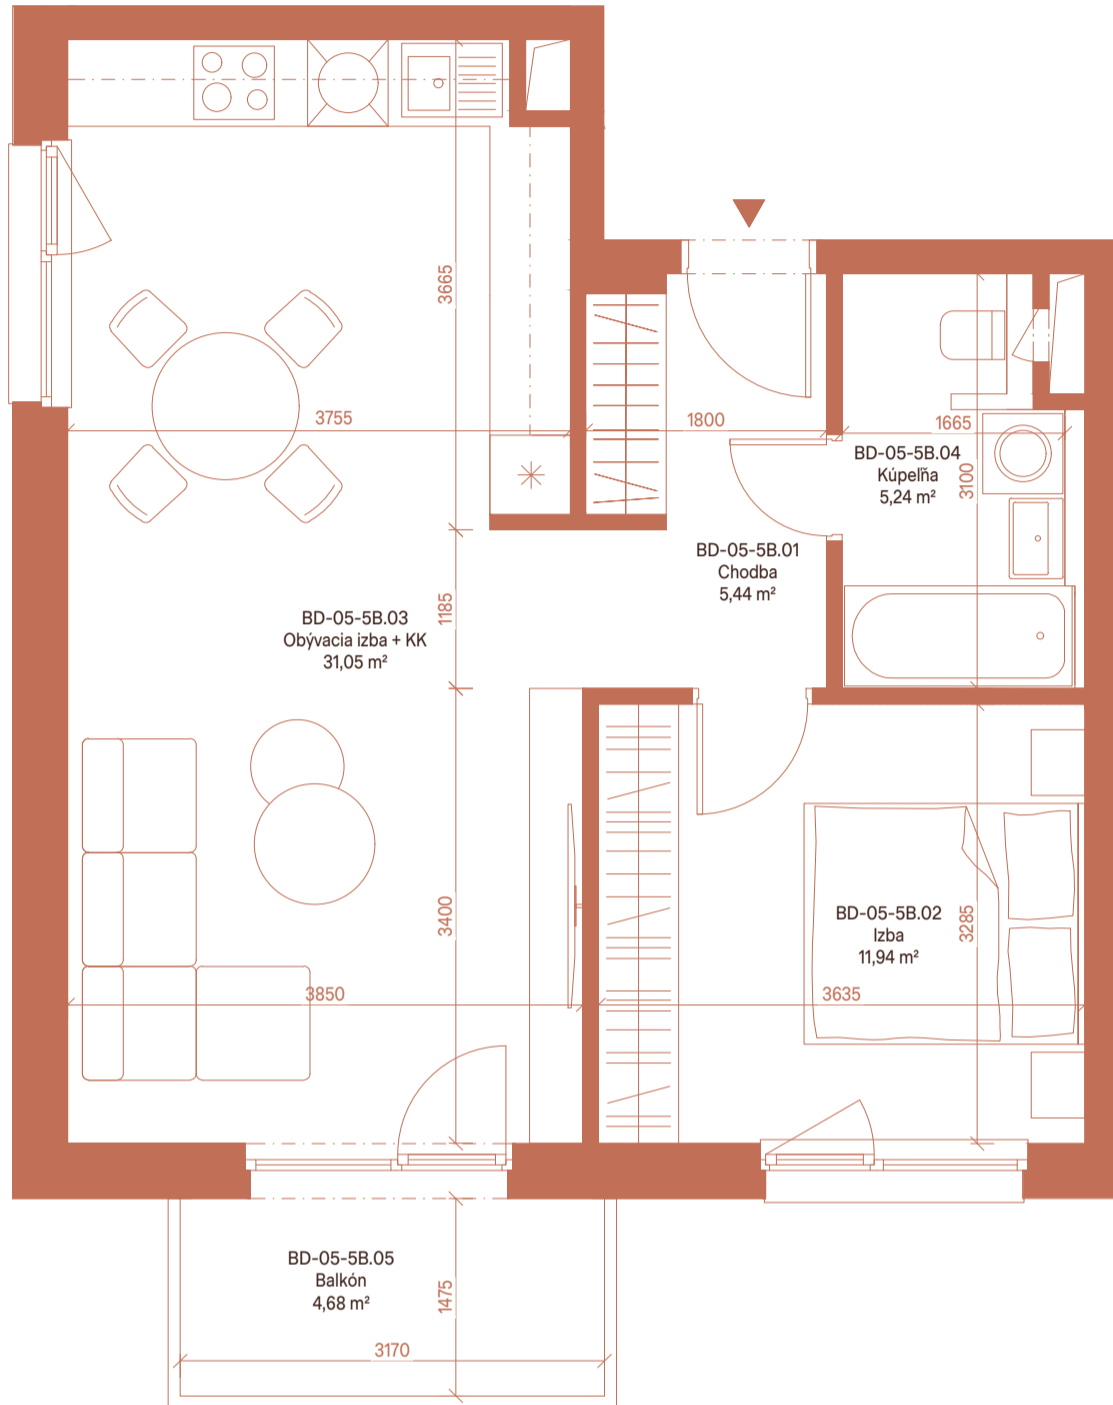 3665
3755
1800
1665
BD-05-5B.04
Kúpeľňa
5,24 m²
3100
BD-05-5B.01
Chodba
5,44 m²
BD-05-5B.03
Obývacia izba + KK
31,05 m²
1185
3400
BD-05-5B.02
Izba
11,94 m²
3285
3850
3635
BD-05-5B.05
Balkón
4,68 m²
1475
3170